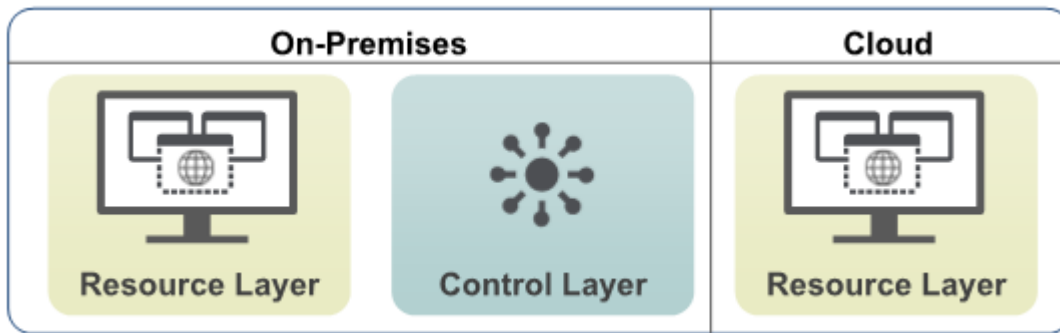 On-Premises
Cloud
Resource Layer
Control Layer
Resource Layer